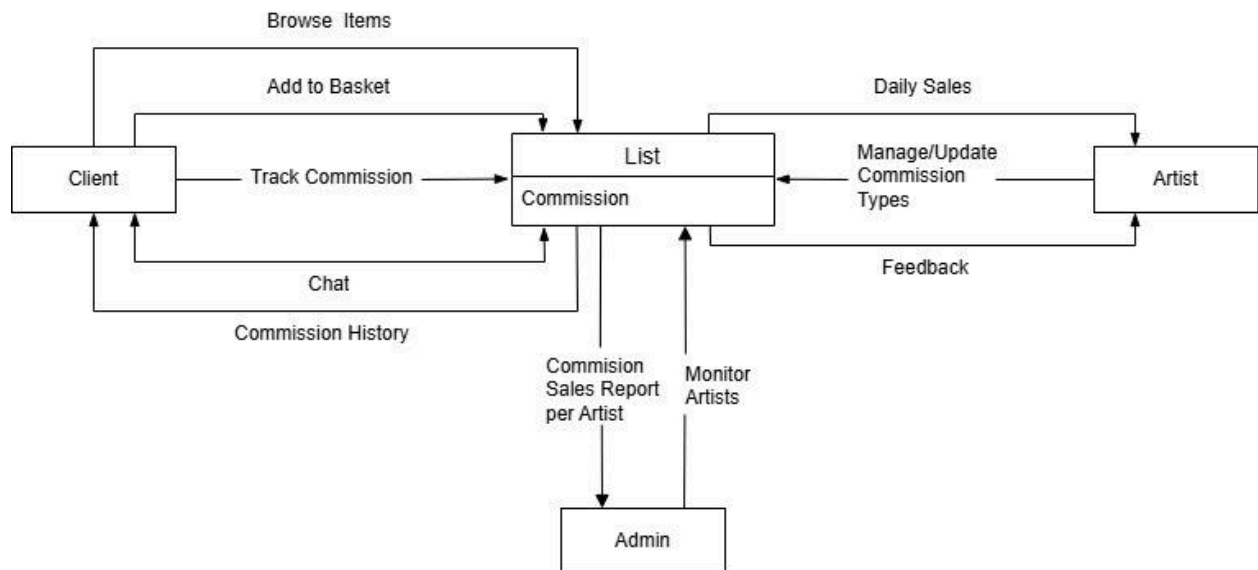 Browse Items
Add to Basket
Daily Sales
List
Manage/Update
Commission
Types
Client
Track Commission
Artist
Commission
Feedback
Chat
Commission History
Commision
Sales Report
per Artist
Monitor
Artists
Admin